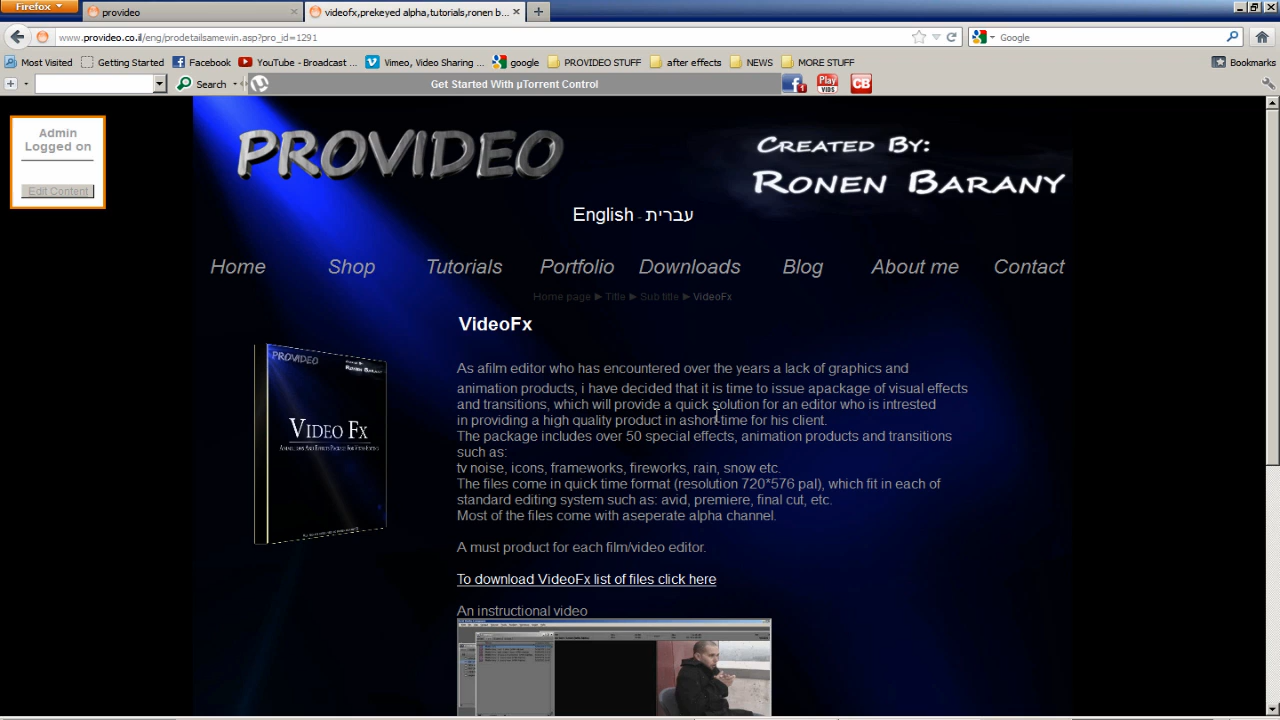 Firefox
provideo
videofx,prekeyed alpha,tutorials,ronen b...
www.provideo.co.il/eng/prodetailsamewin.asp?pro_id=1291
Google
Most Visited
Getting Started
Facebook
YouTube - Broadcast ...
Vimeo, Video Sharing ...
google
PROVIDEO STUFF
after effects
NEWS
MORE STUFF
Bookmarks
Search
Get Started With µTorrent Control
Play
VIDS
CB
Admin
Logged on
Edit Content
PROVIDEO
CREATED BY:
RONEN BARANY
English - עברית
Home Shop Tutorials Portfolio Downloads Blog About me Contact
Home page ► Title ► Sub title ► VideoFx
VideoFx
As afilm editor who has encountered over the years a lack of graphics and
animation products, i have decided that it is time to issue apackage of visual effects
and transitions, which will provide a quick solution for an editor who is intrested
in providing a high quality product in ashort time for his client.
The package includes over 50 special effects, animation products and transitions
such as:
tv noise, icons, frameworks, fireworks, rain, snow etc.
The files come in quick time format (resolution 720*576 pal), which fit in each of
standard editing system such as: avid, premiere, final cut, etc.
Most of the files come with aseperate alpha channel.
A must product for each film/video editor.
To download VideoFx list of files click here
An instructional video
PROVIDEO
RONEN BARANY
VIDEO FX